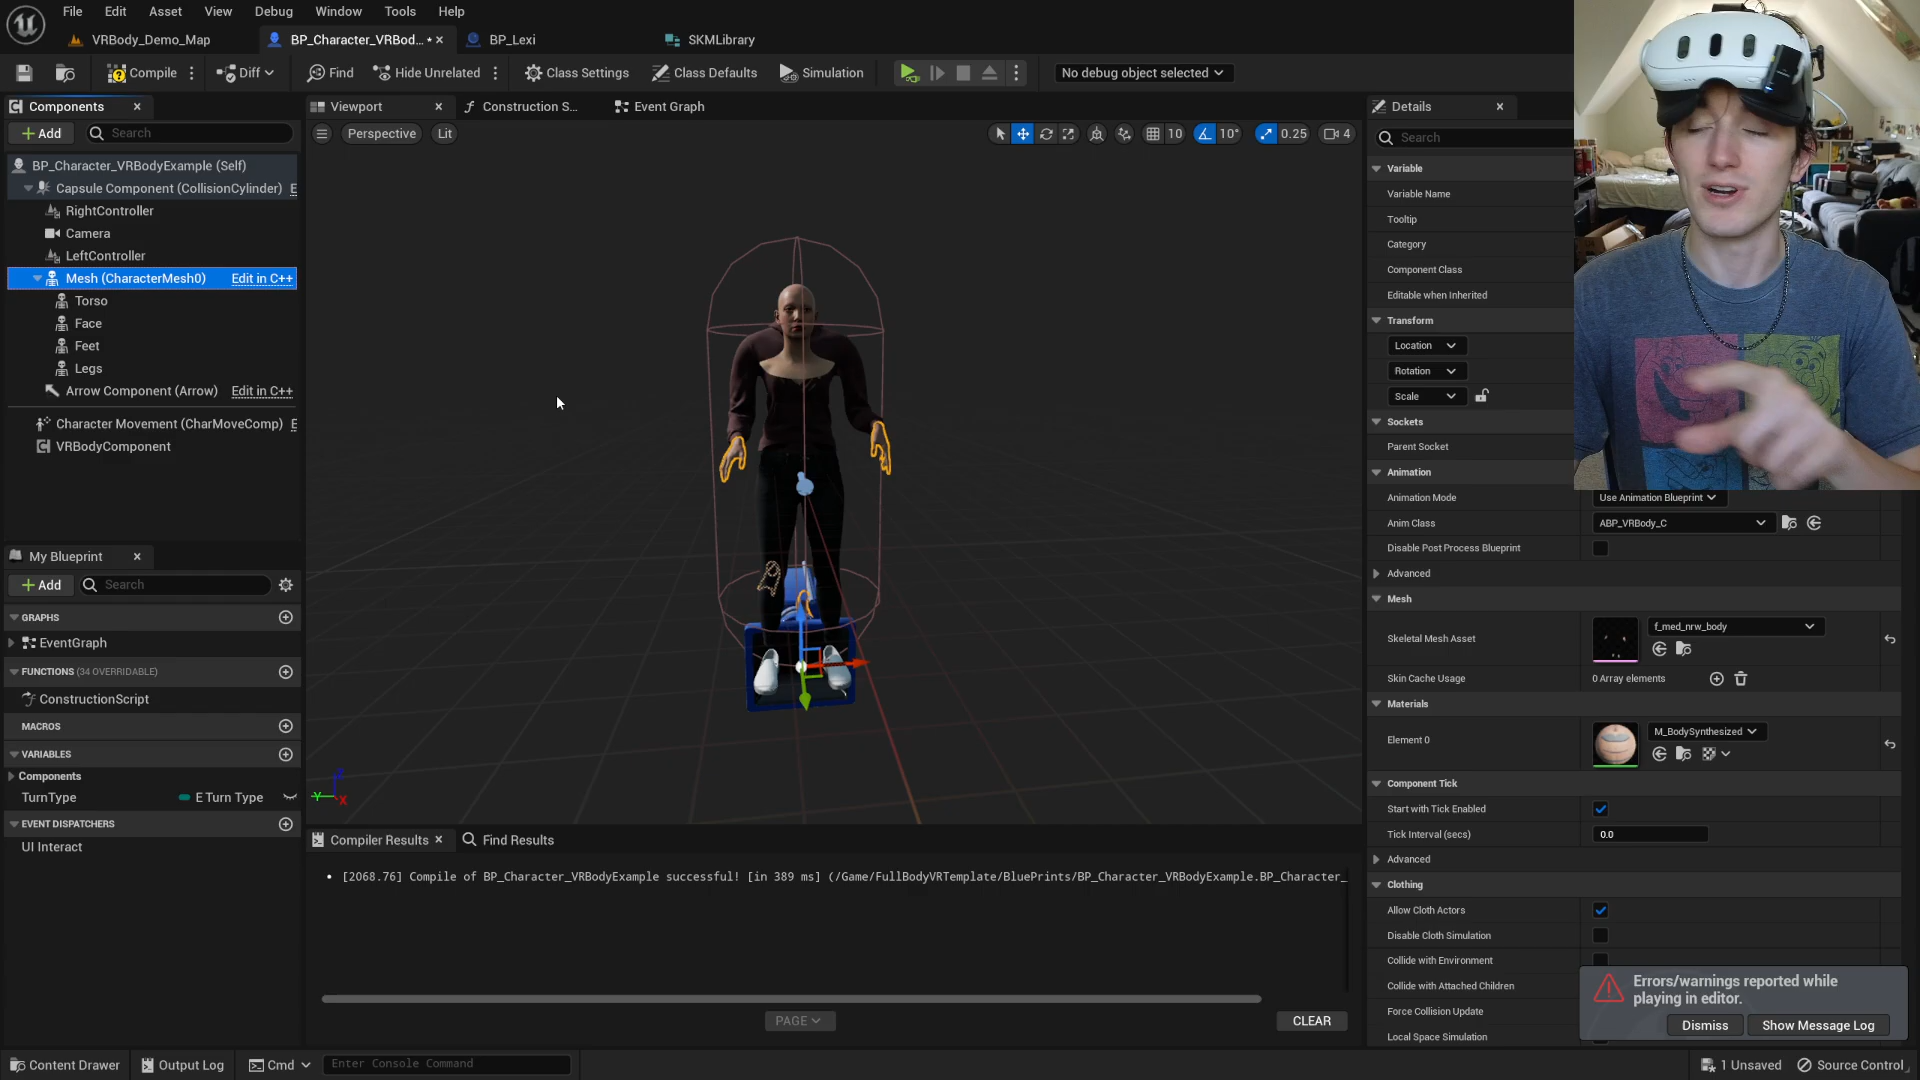 File Edit Asset View Debug Window Tools Help
VRBody_Demo_Map BP_Character_VRBod... • BP_Lexi SKMLibrary
Compile Diff Find Hide Unrelated Class Settings Class Defaults Simulation No debug object selected
Components
Add Search
BP_Character_VRBodyExample (Self)
Capsule Component (CollisionCylinder) E
RightController
Camera
LeftController
Mesh (CharacterMesh0) Edit in C++
Torso
Face
Feet
Legs
Arrow Component (Arrow) Edit in C++
Character Movement (CharMoveComp) E
VRBodyComponent
My Blueprint
Add Search
GRAPHS
EventGraph
FUNCTIONS (34 OVERRIDABLE)
ConstructionScript
MACROS
VARIABLES
Components
TurnType E Turn Type
EVENT DISPATCHERS
UI Interact
Viewport Construction S... Event Graph
Perspective Lit 10 10° 0.25 4
Z
Y X
Compiler Results Find Results
• [2068.76] Compile of BP_Character_VRBodyExample successful! [in 389 ms] (/Game/FullBodyVRTemplate/BluePrints/BP_Character_VRBodyExample.BP_Character_
PAGE CLEAR
Details
Search
Variable
Variable Name
Tooltip
Category
Component Class
Editable when Inherited
Transform
Location
Rotation
Scale
Sockets
Parent Socket
Animation
Animation Mode Use Animation Blueprint
Anim Class ABP_VRBody_C
Disable Post Process Blueprint
Advanced
Mesh
Skeletal Mesh Asset f_med_nrw_body
Skin Cache Usage 0 Array elements
Materials
Element 0 M_BodySynthesized
Component Tick
Start with Tick Enabled
Tick Interval (secs) 0.0
Advanced
Clothing
Allow Cloth Actors
Disable Cloth Simulation
Collide with Environment
Collide with Attached Children
Force Collision Update
Local Space Simulation
Errors/warnings reported while
playing in editor.
Dismiss Show Message Log
Content Drawer Output Log Cmd Enter Console Command 1 Unsaved Source Control